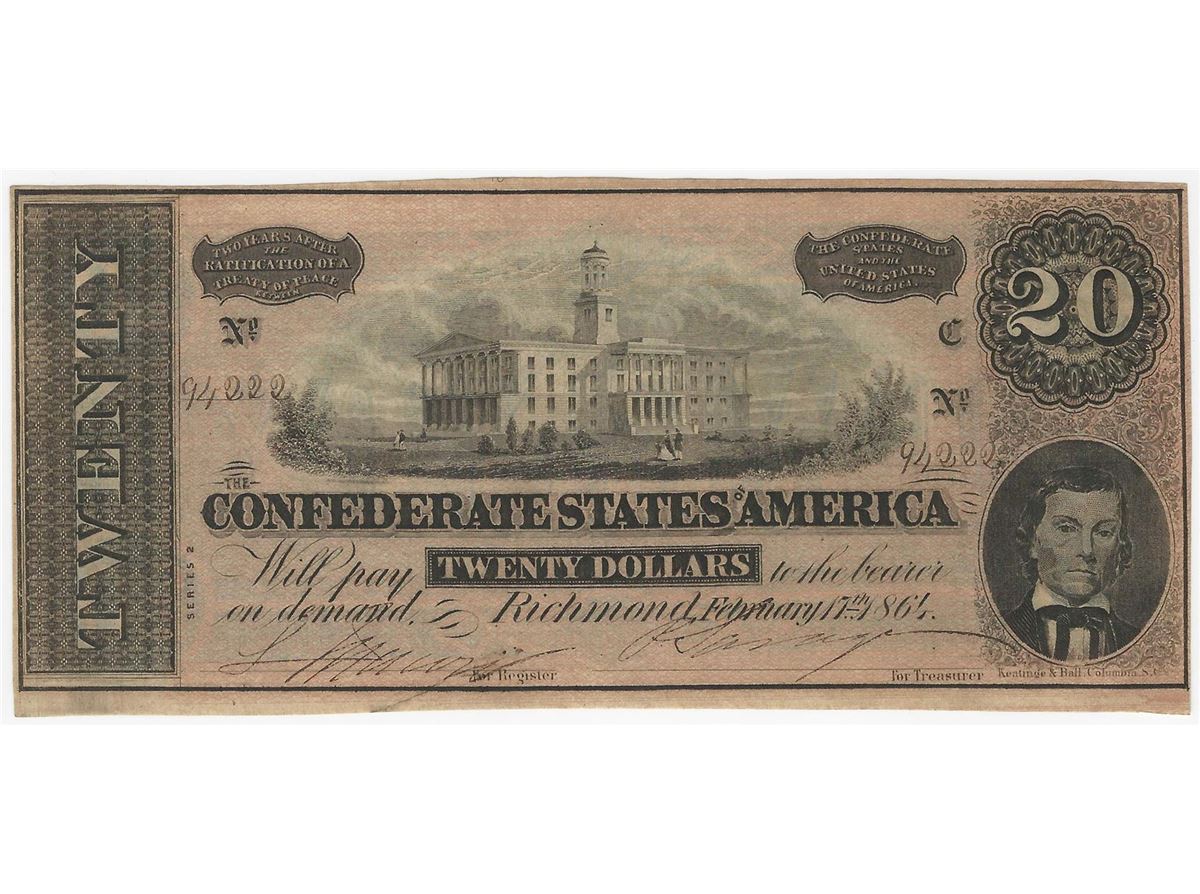 TWENTY
TWO YEARS AFTER
THE
RATIFICATION OF A
TREATY OF PEACE
BETWEEN
THE CONFEDERATE
STATES
AND THE
UNITED STATES
OF AMERICA.
20
No
C
94222
No
94222
THE
CONFEDERATE STATES OF AMERICA
Will pay TWENTY DOLLARS to the bearer
on demand. Richmond, February 17th 1864.
SERIES 2
for Register
for Treasurer
Keatinge & Ball, Columbia, S.C.